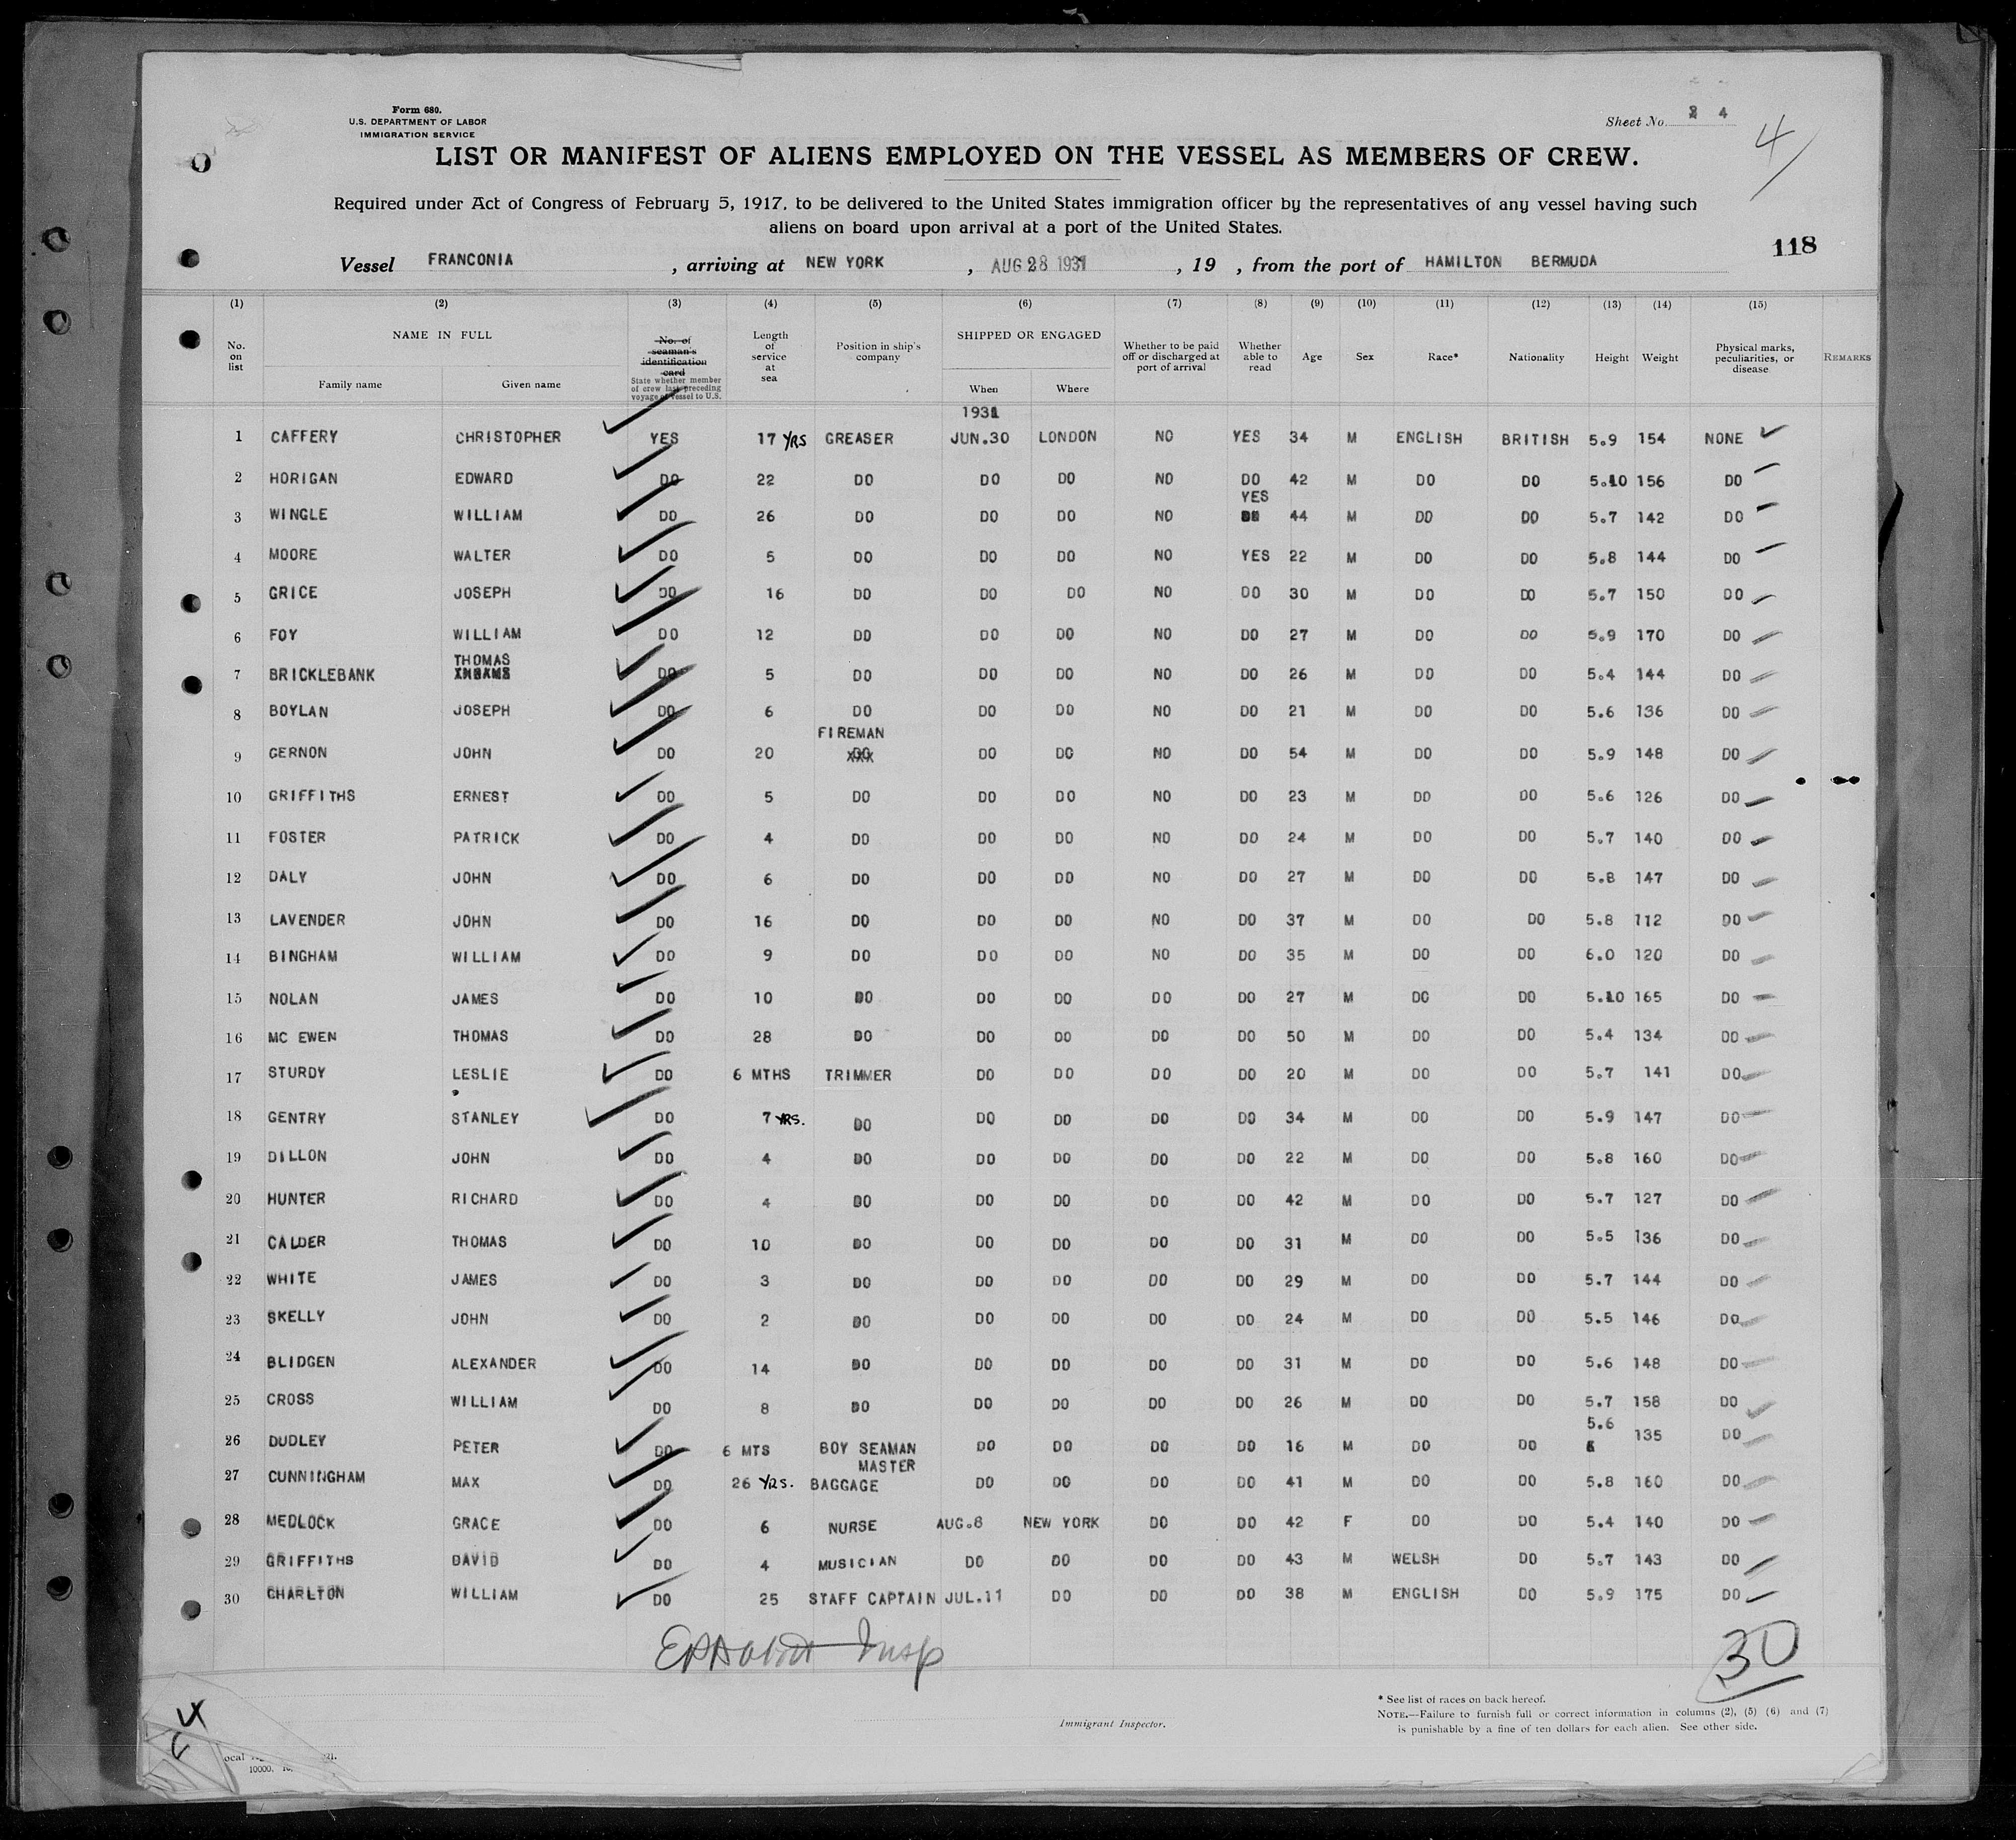 Form 680.
U.S. DEPARTMENT OF LABOR
IMMIGRATION SERVICE
Sheet No. 4
4
LIST OR MANIFEST OF ALIENS EMPLOYED ON THE VESSEL AS MEMBERS OF CREW.
Required under Act of Congress of February 5, 1917, to be delivered to the United States immigration officer by the representatives of any vessel having such
aliens on board upon arrival at a port of the United States.
118
Vessel FRANCONIA, arriving at NEW YORK, AUG 28 1931, 19 , from the port of HAMILTON BERMUDA
(1) (2) (3) (4) (5) (6) (7) (8) (9) (10) (11) (12) (13) (14) (15)
No. on list
NAME IN FULL
Family name Given name
No. of seaman's identification card
State whether member of crew last preceding voyage of vessel to U.S.
Length of service at sea
Position in ship's company
SHIPPED OR ENGAGED
When Where
Whether to be paid off or discharged at port of arrival
Whether able to read
Age Sex Race* Nationality Height Weight
Physical marks, peculiarities, or disease.
REMARKS
1931
1 CAFFERY CHRISTOPHER YES 17 YRS GREASER JUN.30 LONDON NO YES 34 M ENGLISH BRITISH 5.9 154 NONE
2 HORIGAN EDWARD DO 22 DO DO DO NO DO 42 M DO DO 5.10 156 DO
YES
3 WINGLE WILLIAM DO 26 DO DO DO NO 44 M DO DO 5.7 142 DO
4 MOORE WALTER DO 5 DO DO DO NO YES 22 M DO DO 5.8 144 DO
5 GRICE JOSEPH DO 16 DO DO DO NO DO 30 M DO DO 5.7 150 DO
6 FOY WILLIAM DO 12 DO DO DO NO DO 27 M DO DO 5.9 170 DO
THOMAS
7 BRICKLEBANK DO 5 DO DO DO NO DO 26 M DO DO 5.4 144 DO
8 BOYLAN JOSEPH DO 6 DO DO DO NO DO 21 M DO DO 5.6 136 DO
FIREMAN
9 GERNON JOHN DO 20 XXX DO DO NO DO 54 M DO DO 5.9 148 DO
10 GRIFFITHS ERNEST DO 5 DO DO DO NO DO 23 M DO DO 5.6 126 DO
11 FOSTER PATRICK DO 4 DO DO DO NO DO 24 M DO DO 5.7 140 DO
12 DALY JOHN DO 6 DO DO DO NO DO 27 M DO DO 5.8 147 DO
13 LAVENDER JOHN DO 16 DO DO DO NO DO 37 M DO DO 5.8 112 DO
14 BINGHAM WILLIAM DO 9 DO DO DO NO DO 35 M DO DO 6.0 120 DO
15 NOLAN JAMES DO 10 DO DO DO DO DO 27 M DO DO 5.10 165 DO
16 MC EWEN THOMAS DO 28 DO DO DO DO DO 50 M DO DO 5.4 134 DO
17 STURDY LESLIE DO 6 MTHS TRIMMER DO DO DO DO 20 M DO DO 5.7 141 DO
18 GENTRY STANLEY DO 7 YRS. DO DO DO DO DO 34 M DO DO 5.9 147 DO
19 DILLON JOHN DO 4 DO DO DO DO DO 22 M DO DO 5.8 160 DO
20 HUNTER RICHARD DO 4 DO DO DO DO DO 42 M DO DO 5.7 127 DO
21 CALDER THOMAS DO 10 DO DO DO DO DO 31 M DO DO 5.5 136 DO
22 WHITE JAMES DO 3 DO DO DO DO DO 29 M DO DO 5.7 144 DO
23 SKELLY JOHN DO 2 DO DO DO DO DO 24 M DO DO 5.5 146 DO
24 BLIDGEN ALEXANDER DO 14 DO DO DO DO DO 31 M DO DO 5.6 148 DO
25 CROSS WILLIAM DO 8 DO DO DO DO DO 26 M DO DO 5.7 158 DO
5.6
26 DUDLEY PETER DO 6 MTS BOY SEAMAN DO DO DO DO 16 M DO DO 135 DO
MASTER
27 CUNNINGHAM MAX DO 26 YRS. BAGGAGE DO DO DO DO 41 M DO DO 5.8 160 DO
28 MEDLOCK GRACE DO 6 NURSE AUG.8 NEW YORK DO DO 42 F DO DO 5.4 140 DO
29 GRIFFITHS DAVID DO 4 MUSICIAN DO DO DO DO 43 M WELSH DO 5.7 143 DO
30 CHARLTON WILLIAM DO 25 STAFF CAPTAIN JUL.11 DO DO DO 38 M ENGLISH DO 5.9 175 DO
Insp
30
* See list of races on back hereof.
NOTE.—Failure to furnish full or correct information in columns (2), (5) (6) and (7)
is punishable by a fine of ten dollars for each alien. See other side.
Immigrant Inspector.
4
10000.